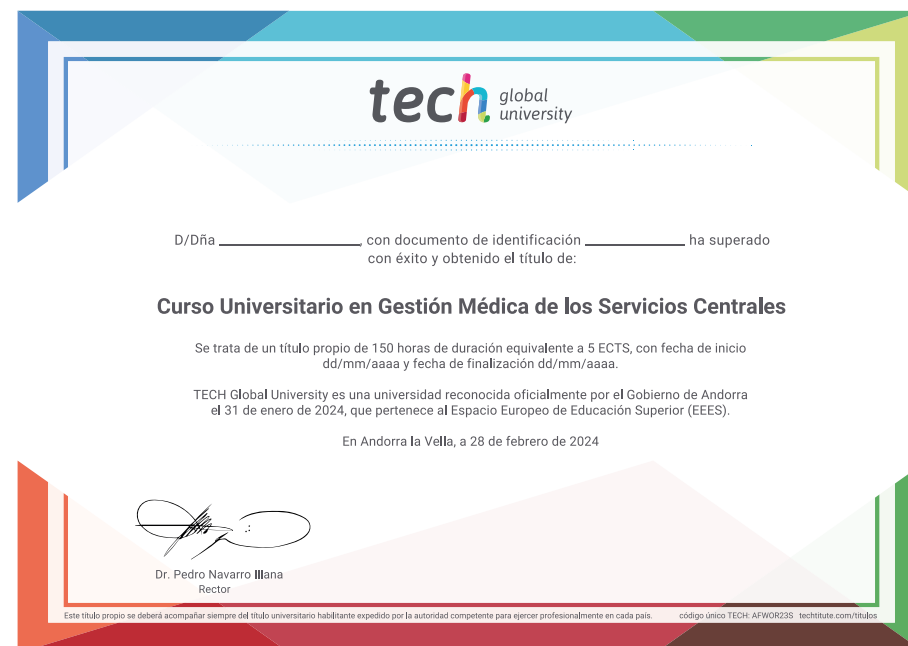 tech global university
D/Dña ______________________, con documento de identificación ________________ ha superado
con éxito y obtenido el título de:
Curso Universitario en Gestión Médica de los Servicios Centrales
Se trata de un título propio de 150 horas de duración equivalente a 5 ECTS, con fecha de inicio
dd/mm/aaaa y fecha de finalización dd/mm/aaaa.
TECH Global University es una universidad reconocida oficialmente por el Gobierno de Andorra
el 31 de enero de 2024, que pertenece al Espacio Europeo de Educación Superior (EEES).
En Andorra la Vella, a 28 de febrero de 2024
Dr. Pedro Navarro Illana
Rector
Este título propio se deberá acompañar siempre del título universitario habilitante expedido por la autoridad competente para ejercer profesionalmente en cada país. código único TECH: AFWOR23S techtitute.com/titulos